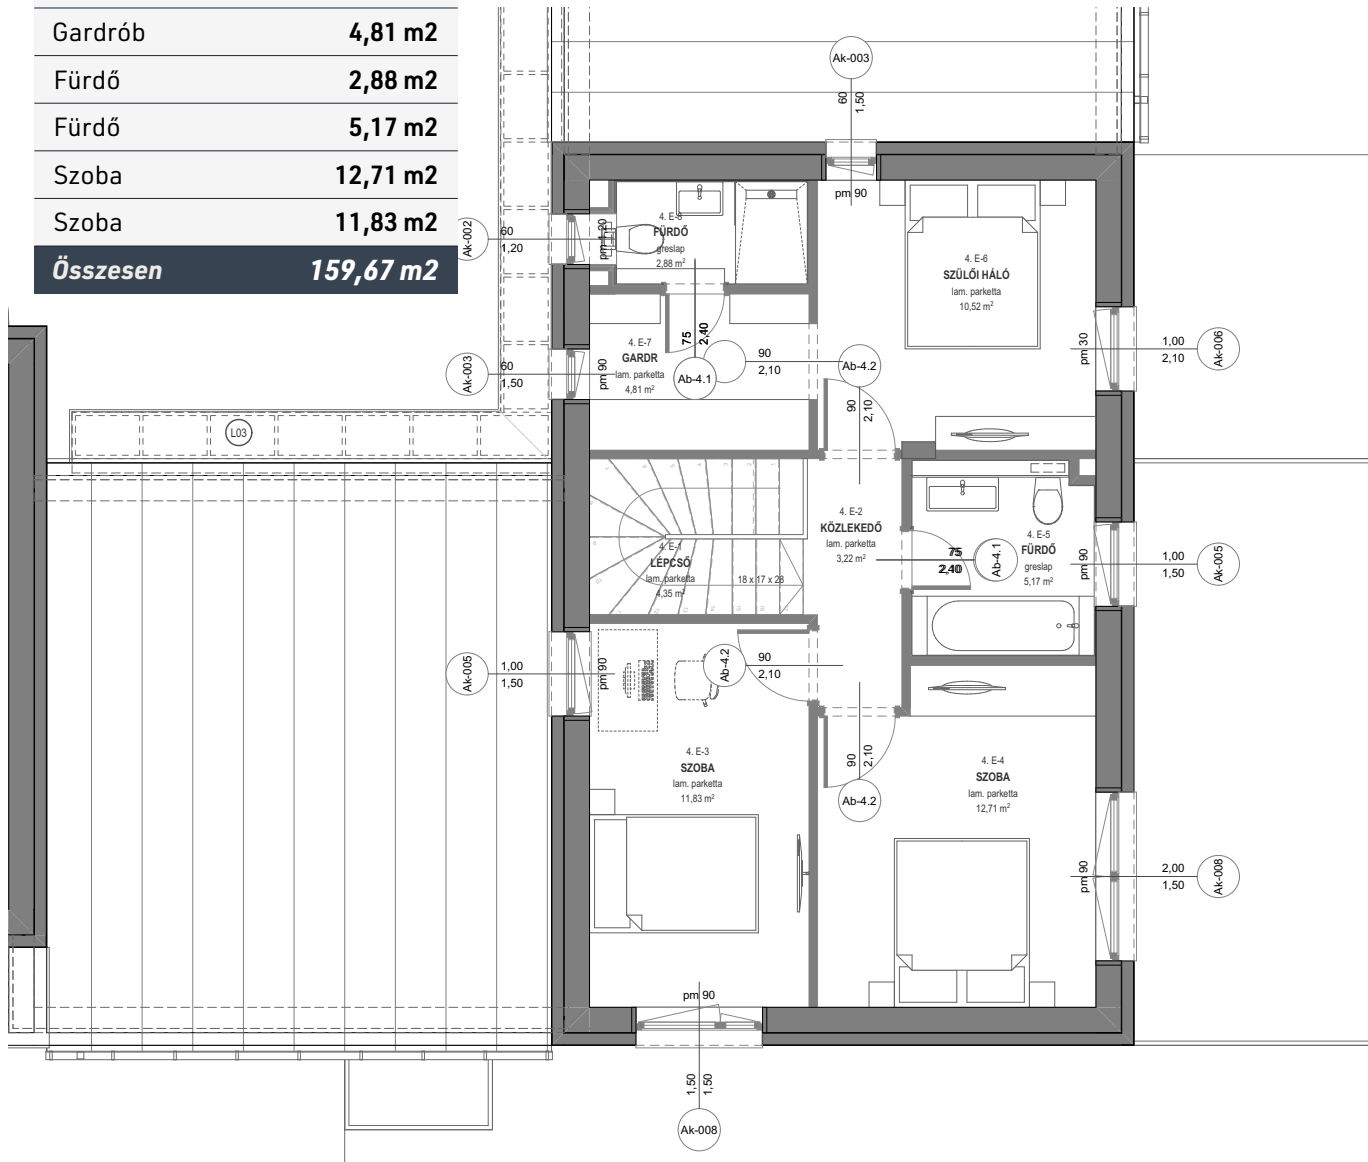 Gardrób 4,81 m2
Fürdő 2,88 m2
Fürdő 5,17 m2
Szoba 12,71 m2
Szoba 11,83 m2
Összesen 159,67 m2
Ak-003
60
1,50
pm 90
Ak-002
60
1,20
pm 1,20
4. E-8
FÜRDŐ
greslap
2,88 m²
4. E-6
SZÜLŐI HÁLÓ
lam. parketta
10,52 m²
pm 30
1,00
2,10
Ak-006
Ak-003
60
1,50
pm 90
4. E-7
GARDR
lam. parketta
4,81 m²
75
2,40
Ab-4.1
90
2,10
Ab-4.2
90
2,10
L03
4. E-2
KÖZLEKEDŐ
lam. parketta
3,22 m²
4. E-1
LÉPCSŐ
lam. parketta
4,35 m²
18 x 17 x 28
75
2,40
Ab-4.1
4. E-5
FÜRDŐ
greslap
5,17 m²
pm 90
1,00
1,50
Ak-005
Ak-005
1,00
1,50
pm 90
Ab-4.2
90
2,10
4. E-3
SZOBA
lam. parketta
11,83 m²
90
2,10
Ab-4.2
4. E-4
SZOBA
lam. parketta
12,71 m²
pm 90
2,00
1,50
Ak-008
pm 90
1,50
1,50
Ak-008